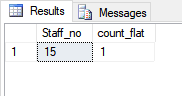 Results Messages
Staff_no count_flat
1 15 1